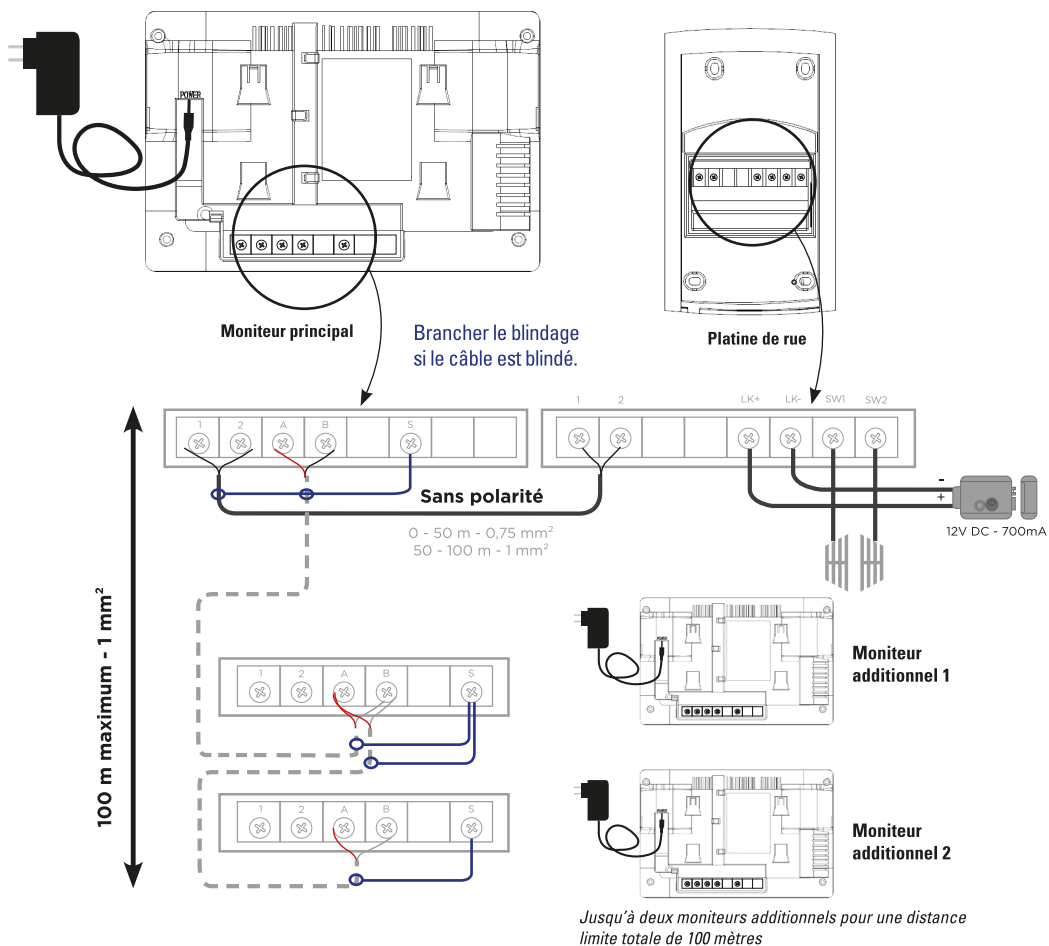 POWER
Moniteur principal
Brancher le blindage
si le câble est blindé.
Platine de rue
1 2 A B S
1 2 LK+ LK- SW1 SW2
Sans polarité
0 - 50 m - 0,75 mm²
50 - 100 m - 1 mm²
-
+
12V DC - 700mA
100 m maximum - 1 mm²
1 2 A B S
POWER
Moniteur
additionnel 1
1 2 A B S
POWER
Moniteur
additionnel 2
Jusqu'à deux moniteurs additionnels pour une distance
limite totale de 100 mètres